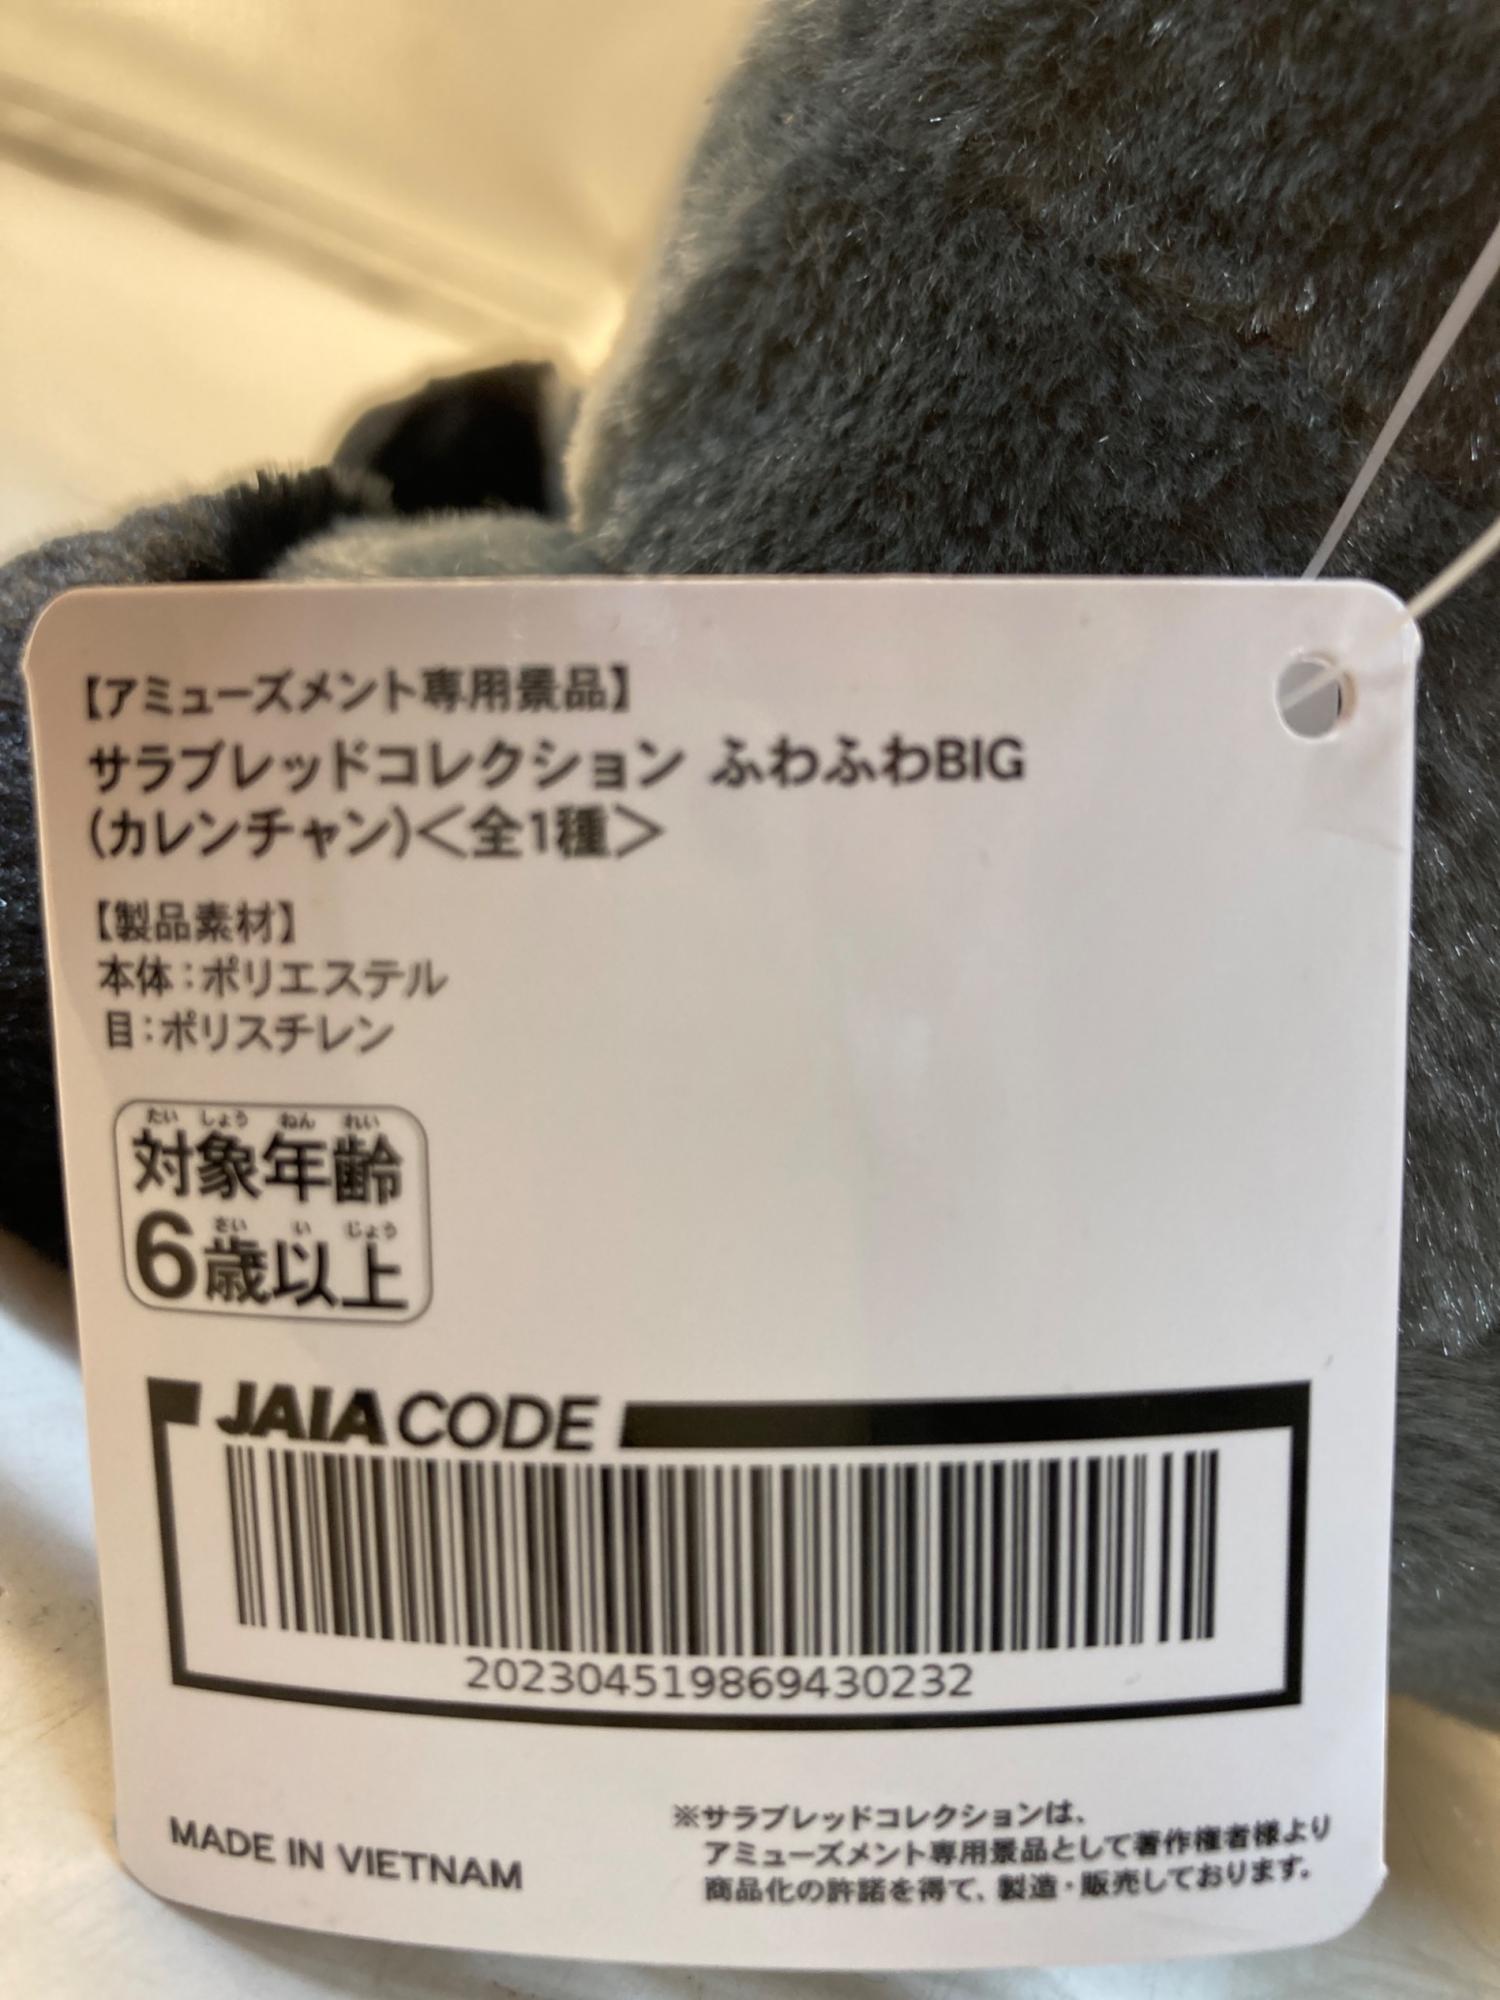 【アミューズメント専用景品】
サラブレッドコレクション ふわふわBIG
(カレンチャン)<全1種>
【製品素材】
本体:ポリエステル
目:ポリスチレン
たい しょう ねん れい
対象年齢
さい い じょう
6歳以上
JAIA CODE
202304519869430232
MADE IN VIETNAM
※サラブレッドコレクションは、
アミューズメント専用景品として著作権者様より
商品化の許諾を得て、製造・販売しております。